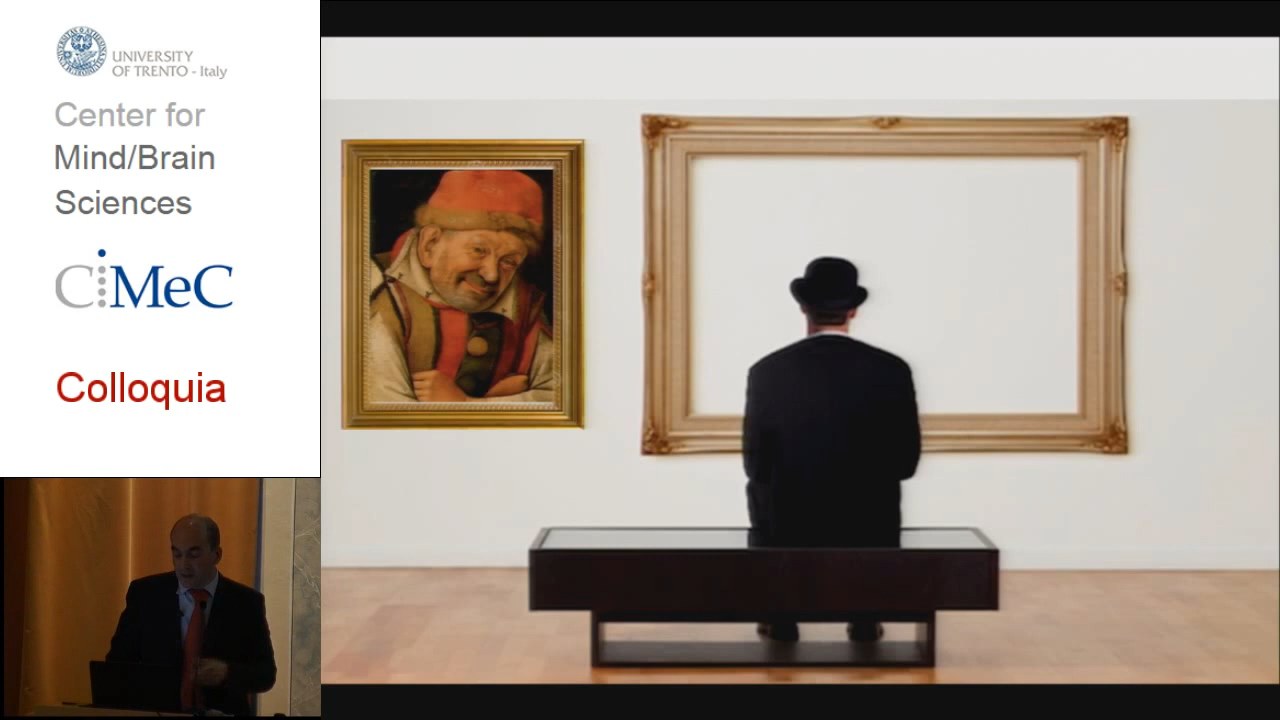 UNIVERSITY
OF TRENTO - Italy
Center for
Mind/Brain
Sciences
CiMeC
Colloquia